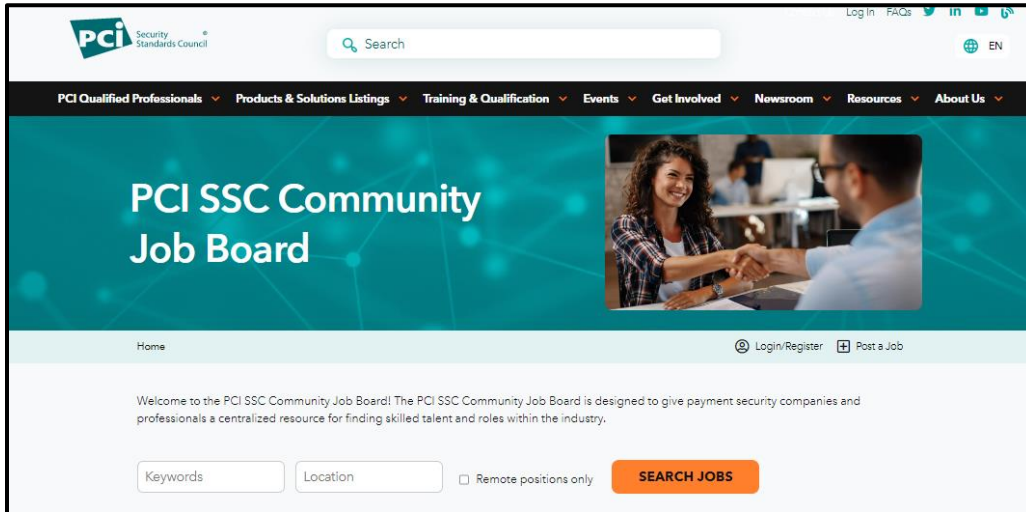 Log In FAQs
PCi Security
Standards Council ®
Search
EN
PCI Qualified Professionals Products & Solutions Listings Training & Qualification Events Get Involved Newsroom Resources About Us
PCI SSC Community
Job Board
Home Login/Register Post a Job
Welcome to the PCI SSC Community Job Board! The PCI SSC Community Job Board is designed to give payment security companies and
professionals a centralized resource for finding skilled talent and roles within the industry.
Keywords Location Remote positions only SEARCH JOBS